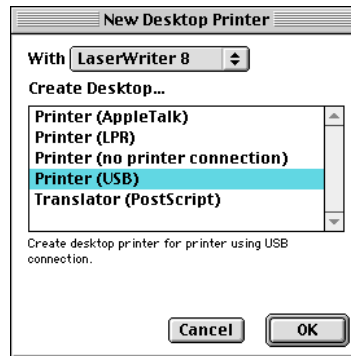 New Desktop Printer
With LaserWriter 8
Create Desktop...
Printer (AppleTalk)
Printer (LPR)
Printer (no printer connection)
Printer (USB)
Translator (PostScript)
Create desktop printer for printer using USB
connection.
Cancel OK